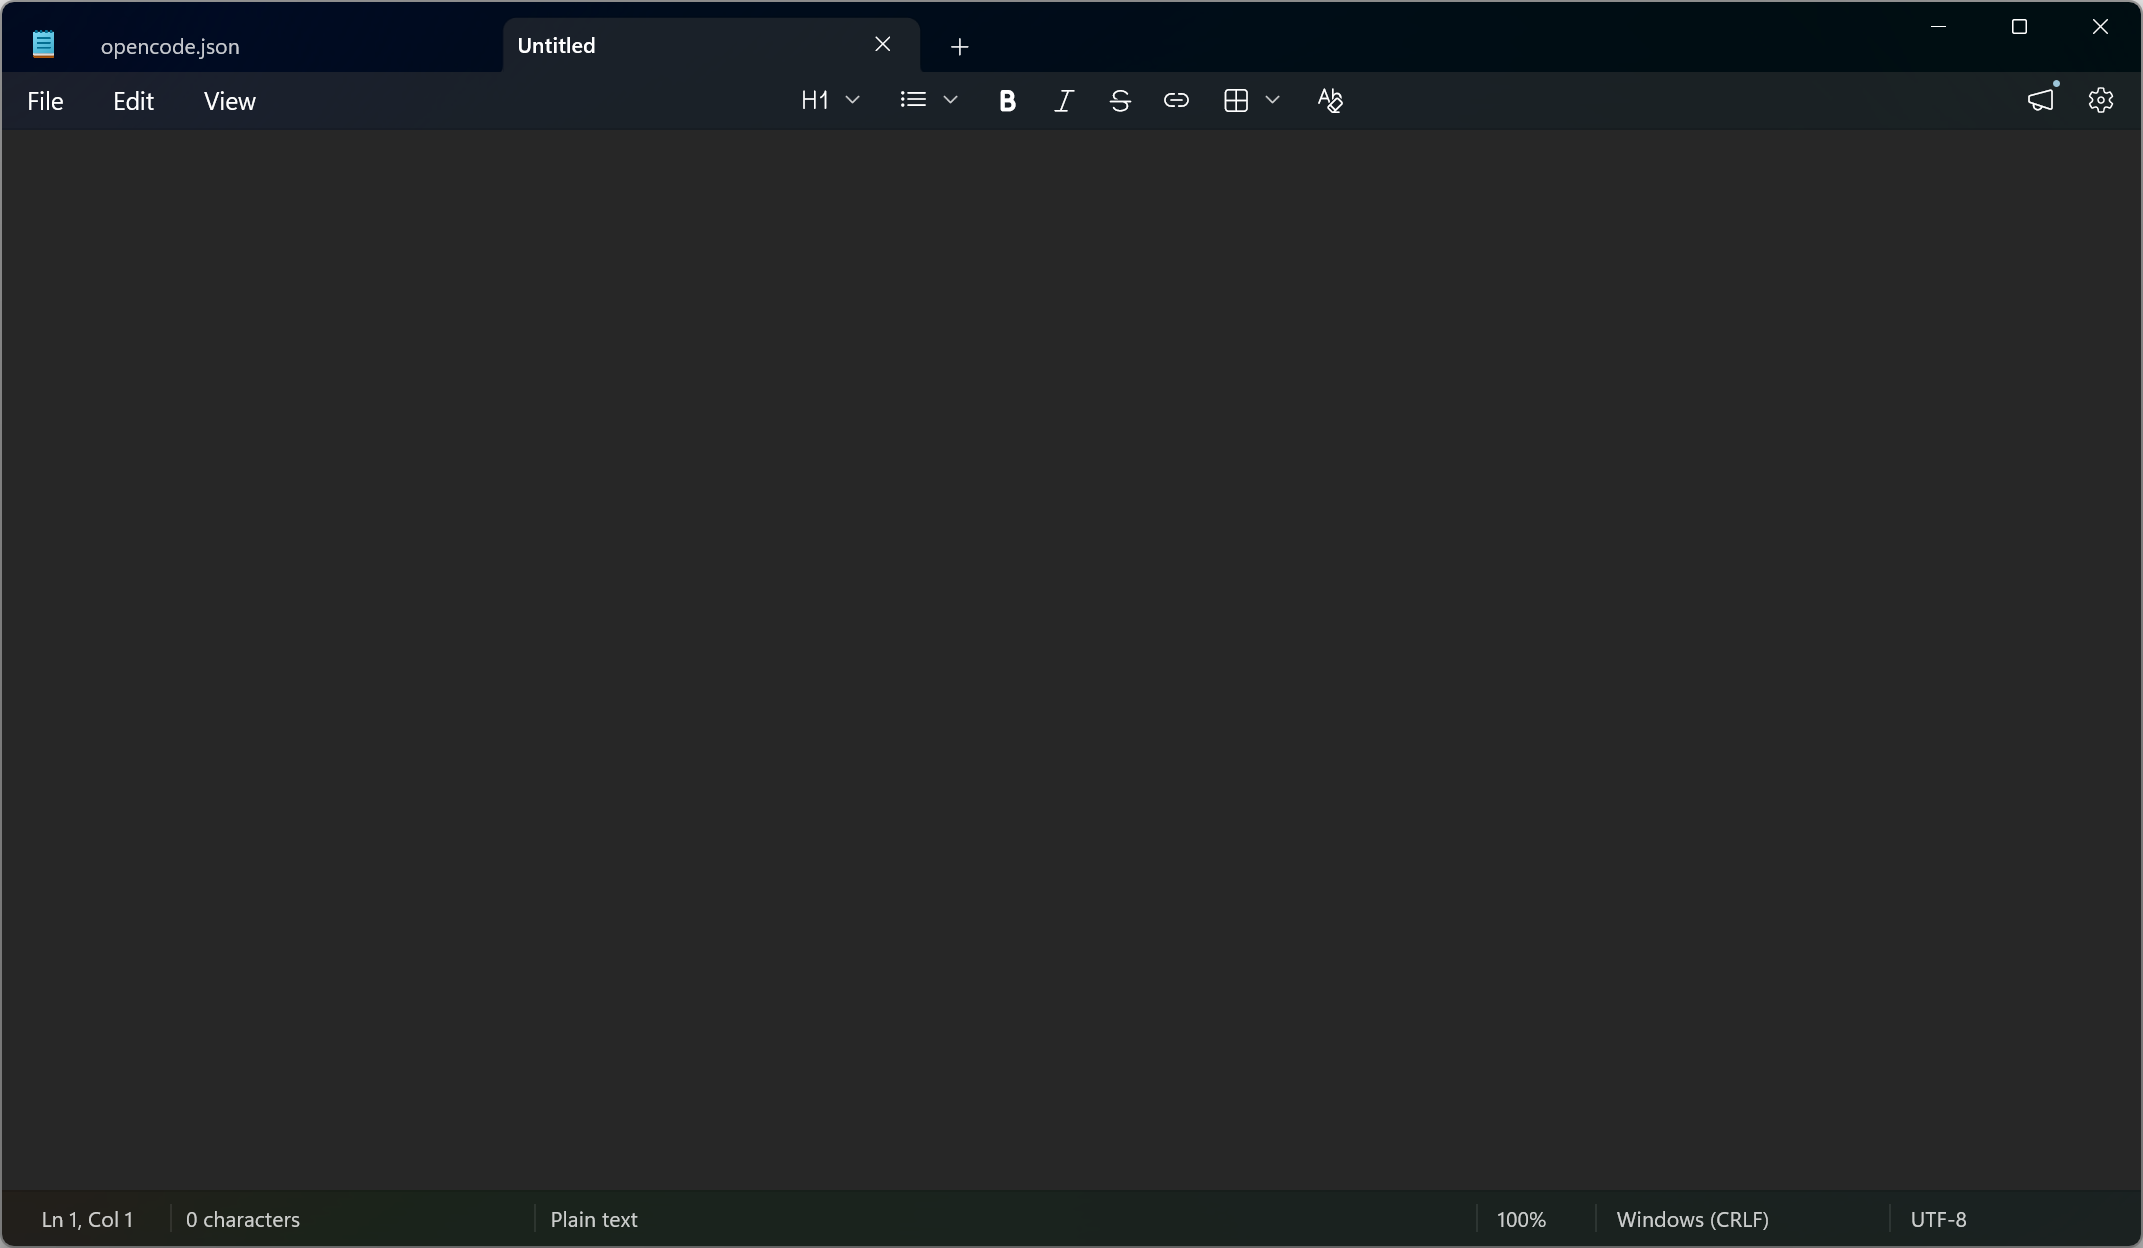 opencode.json
Untitled
File Edit View
H1
Ln 1, Col 1 0 characters Plain text 100% Windows (CRLF) UTF-8